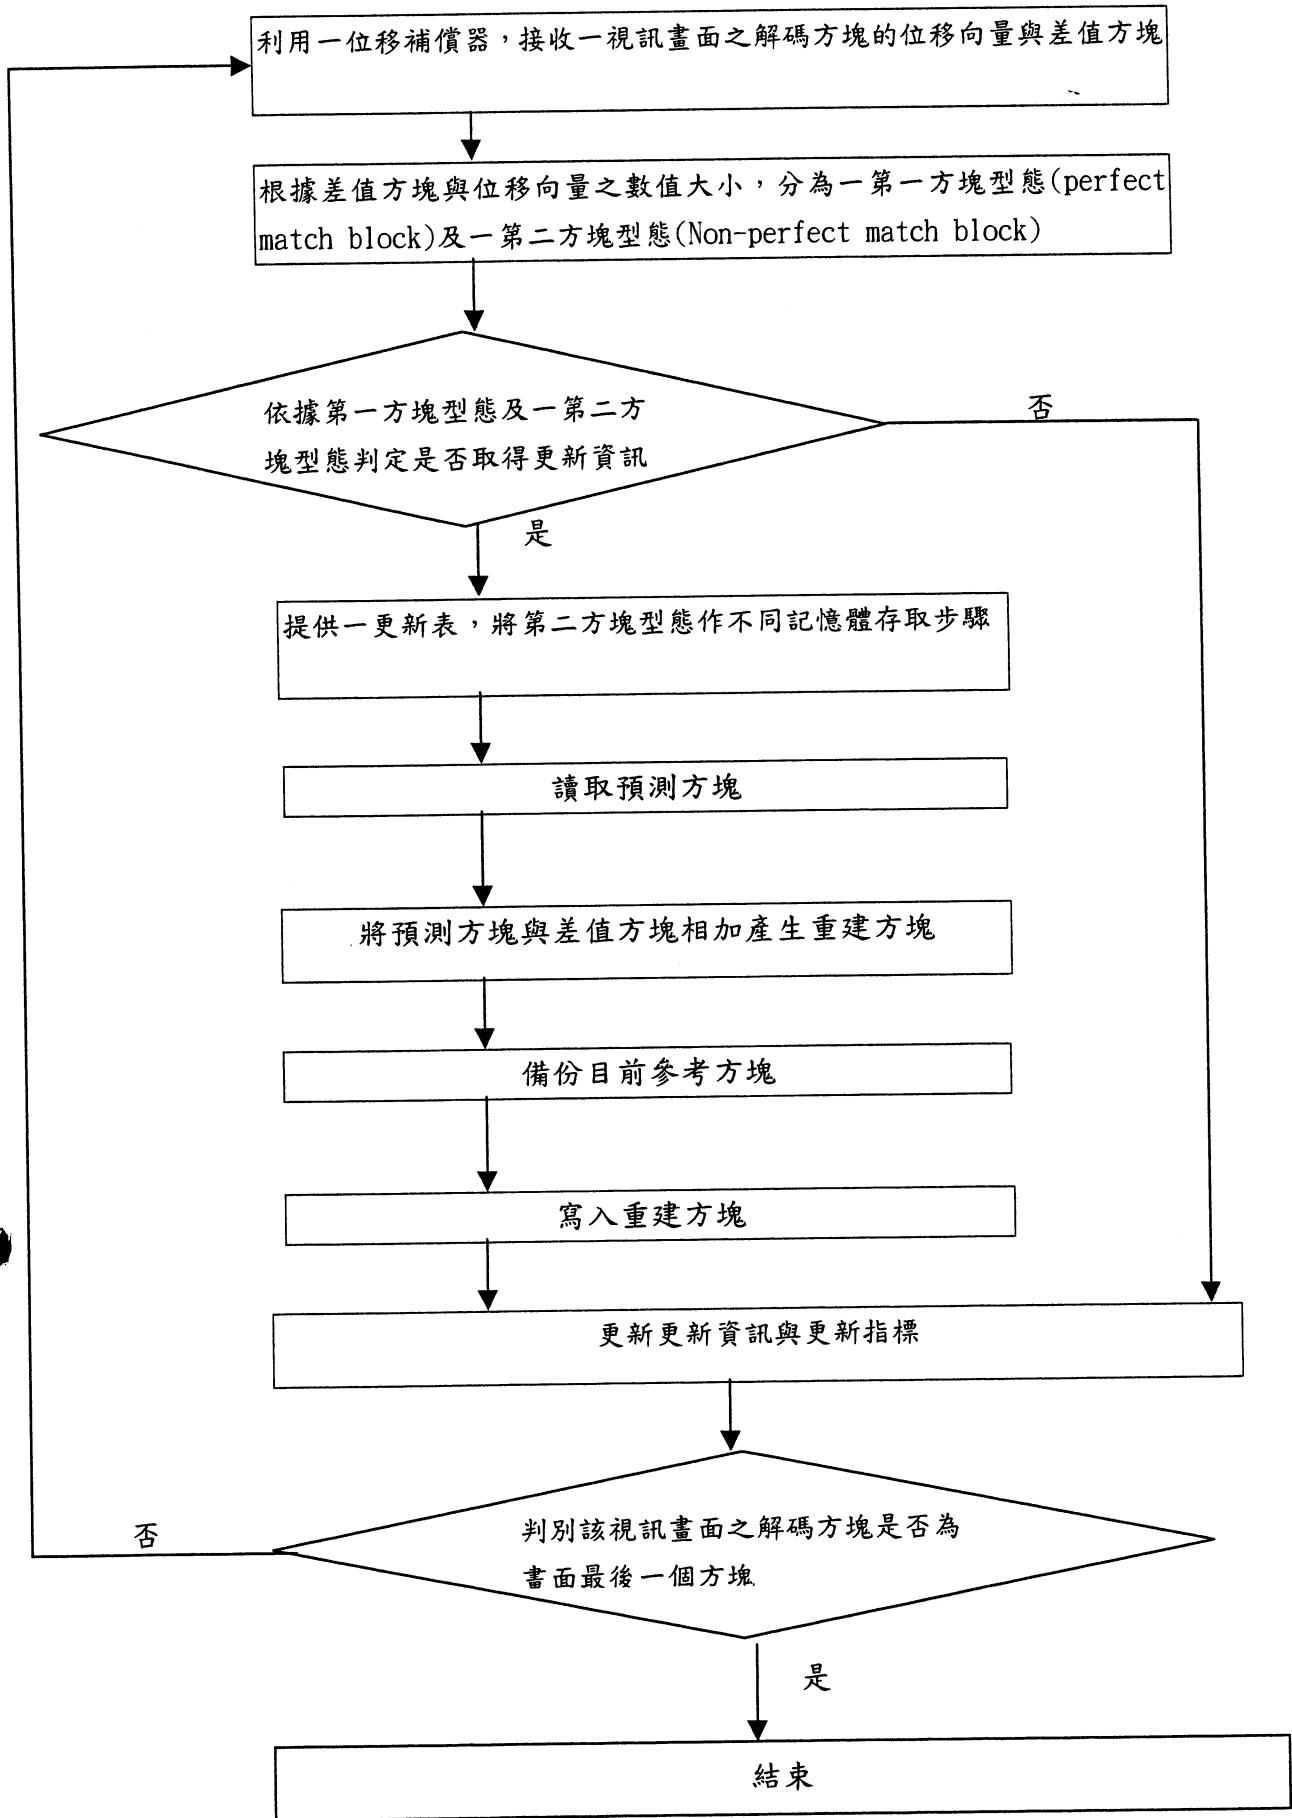 利用一位移補償器，接收一視訊畫面之解碼方塊的位移向量與差值方塊
根據差值方塊與位移向量之數值大小，分為一第一方塊型態(perfect
match block)及一第二方塊型態(Non-perfect match block)
依據第一方塊型態及一第二方
塊型態判定是否取得更新資訊
否
是
提供一更新表，將第二方塊型態作不同記憶體存取步驟
讀取預測方塊
將預測方塊與差值方塊相加產生重建方塊
備份目前參考方塊
寫入重建方塊
更新更新資訊與更新指標
判別該視訊畫面之解碼方塊是否為
畫面最後一個方塊
否
是
結束